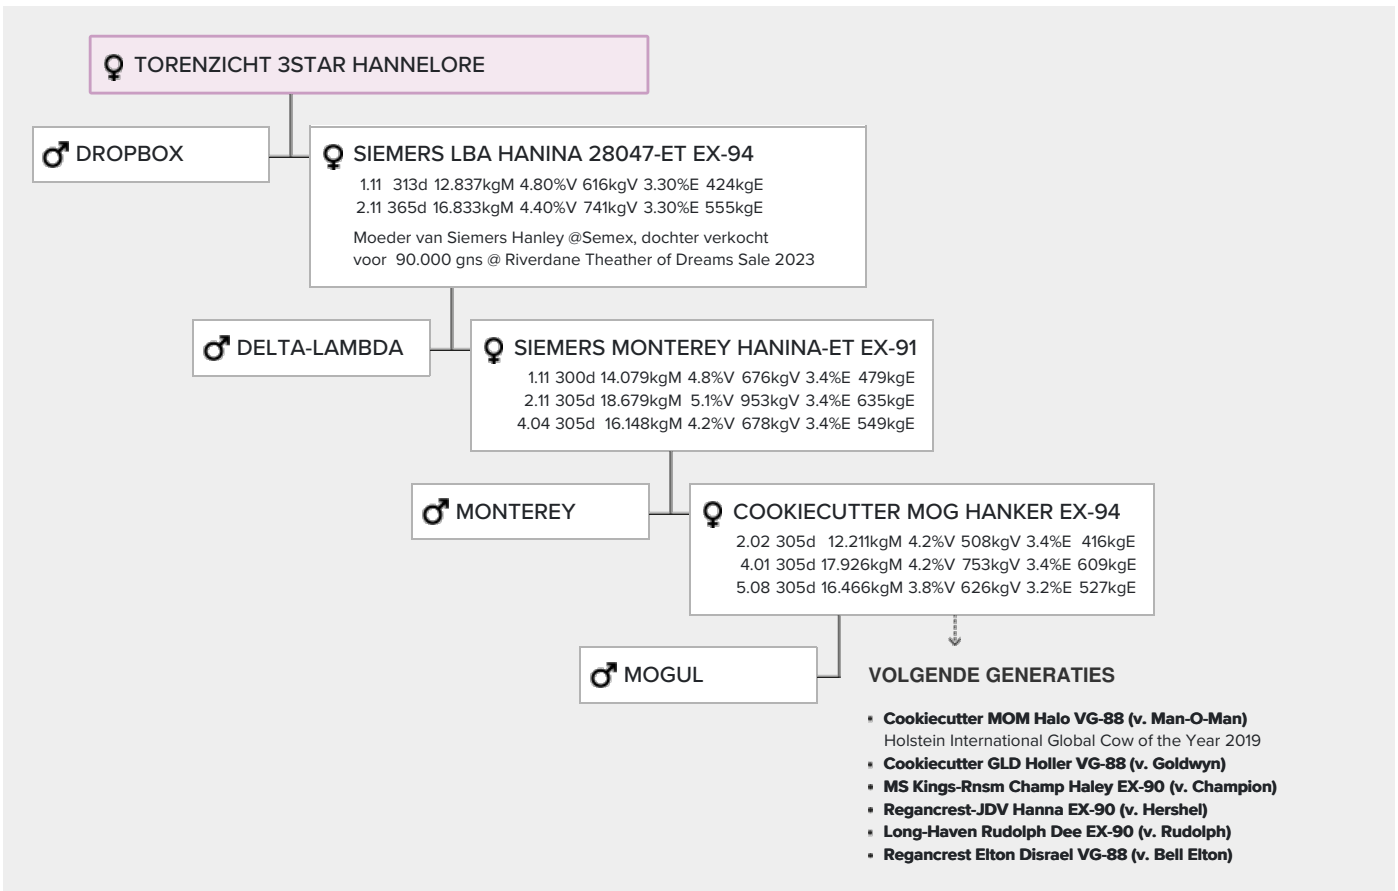 TORENZICHT 3STAR HANNELORE
DROPBOX
SIEMERS LBA HANINA 28047-ET EX-94
1.11 313d 12.837kgM 4.80%V 616kgV 3.30%E 424kgE
2.11 365d 16.833kgM 4.40%V 741kgV 3.30%E 555kgE
Moeder van Siemers Hanley @Semex, dochter verkocht
voor 90.000 gns @ Riverdane Theather of Dreams Sale 2023
DELTA-LAMBDA
SIEMERS MONTEREY HANINA-ET EX-91
1.11 300d 14.079kgM 4.8%V 676kgV 3.4%E 479kgE
2.11 305d 18.679kgM 5.1%V 953kgV 3.4%E 635kgE
4.04 305d 16.148kgM 4.2%V 678kgV 3.4%E 549kgE
MONTEREY
COOKIECUTTER MOG HANKER EX-94
2.02 305d 12.211kgM 4.2%V 508kgV 3.4%E 416kgE
4.01 305d 17.926kgM 4.2%V 753kgV 3.4%E 609kgE
5.08 305d 16.466kgM 3.8%V 626kgV 3.2%E 527kgE
MOGUL
VOLGENDE GENERATIES
• Cookiecutter MOM Halo VG-88 (v. Man-O-Man)
Holstein International Global Cow of the Year 2019
• Cookiecutter GLD Holler VG-88 (v. Goldwyn)
• MS Kings-Rnsm Champ Haley EX-90 (v. Champion)
• Regancrest-JDV Hanna EX-90 (v. Hershel)
• Long-Haven Rudolph Dee EX-90 (v. Rudolph)
• Regancrest Elton Disrael VG-88 (v. Bell Elton)